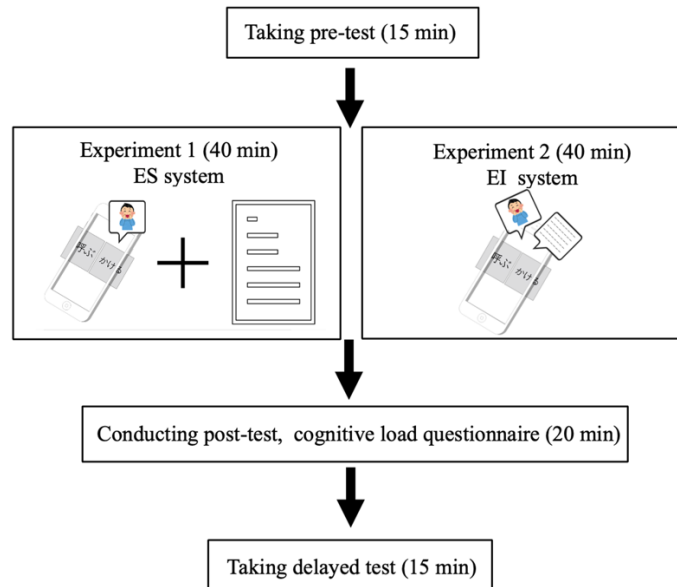 Taking pre-test (15 min)
Experiment 1 (40 min)
ES system
呼ぶ かける
Experiment 2 (40 min)
EI system
呼ぶ かける
Conducting post-test, cognitive load questionnaire (20 min)
Taking delayed test (15 min)